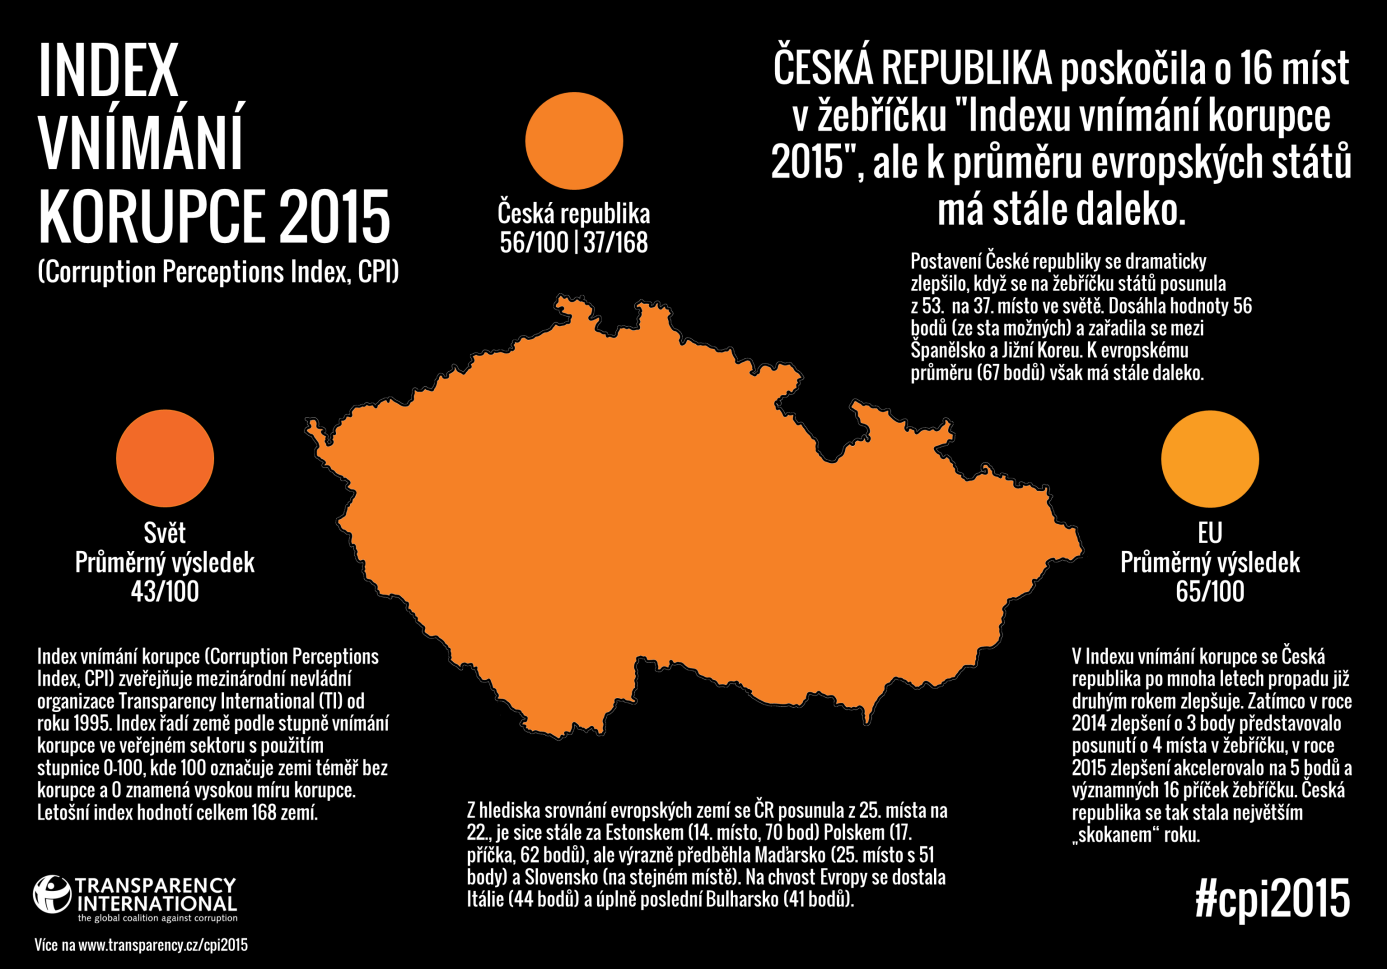 INDEX
VNÍMÁNÍ
KORUPCE 2015
(Corruption Perceptions Index, CPI)
Česká republika
56/100 | 37/168
ČESKÁ REPUBLIKA poskočila o 16 míst
v žebříčku "Indexu vnímání korupce
2015", ale k průměru evropských států
má stále daleko.
Postavení České republiky se dramaticky
zlepšilo, když se na žebříčku států posunula
z 53. na 37. místo ve světě. Dosáhla hodnoty 56
bodů (ze sta možných) a zařadila se mezi
Španělsko a Jižní Koreu. K evropskému
průměru (67 bodů) však má stále daleko.
Svět
Průměrný výsledek
43/100
EU
Průměrný výsledek
65/100
Index vnímání korupce (Corruption Perceptions
Index, CPI) zveřejňuje mezinárodní nevládní
organizace Transparency International (TI) od
roku 1995. Index řadí země podle stupně vnímání
korupce ve veřejném sektoru s použitím
stupnice 0-100, kde 100 označuje zemi téměř bez
korupce a 0 znamená vysokou míru korupce.
Letošní index hodnotí celkem 168 zemí.
V Indexu vnímání korupce se Česká
republika po mnoha letech propadu již
druhým rokem zlepšuje. Zatímco v roce
2014 zlepšení o 3 body představovalo
posunutí o 4 místa v žebříčku, v roce
2015 zlepšení akcelerovalo na 5 bodů a
významných 16 příček žebříčku. Česká
republika se tak stala největším
„skokanem“ roku.
Z hlediska srovnání evropských zemí se ČR posunula z 25. místa na
22., je sice stále za Estonskem (14. místo, 70 bod) Polskem (17.
příčka, 62 bodů), ale výrazně předběhla Maďarsko (25. místo s 51
body) a Slovensko (na stejném místě). Na chvost Evropy se dostala
Itálie (44 bodů) a úplně poslední Bulharsko (41 bodů).
TRANSPARENCY
INTERNATIONAL
the global coalition against corruption
Více na www.transparency.cz/cpi2015
#cpi2015